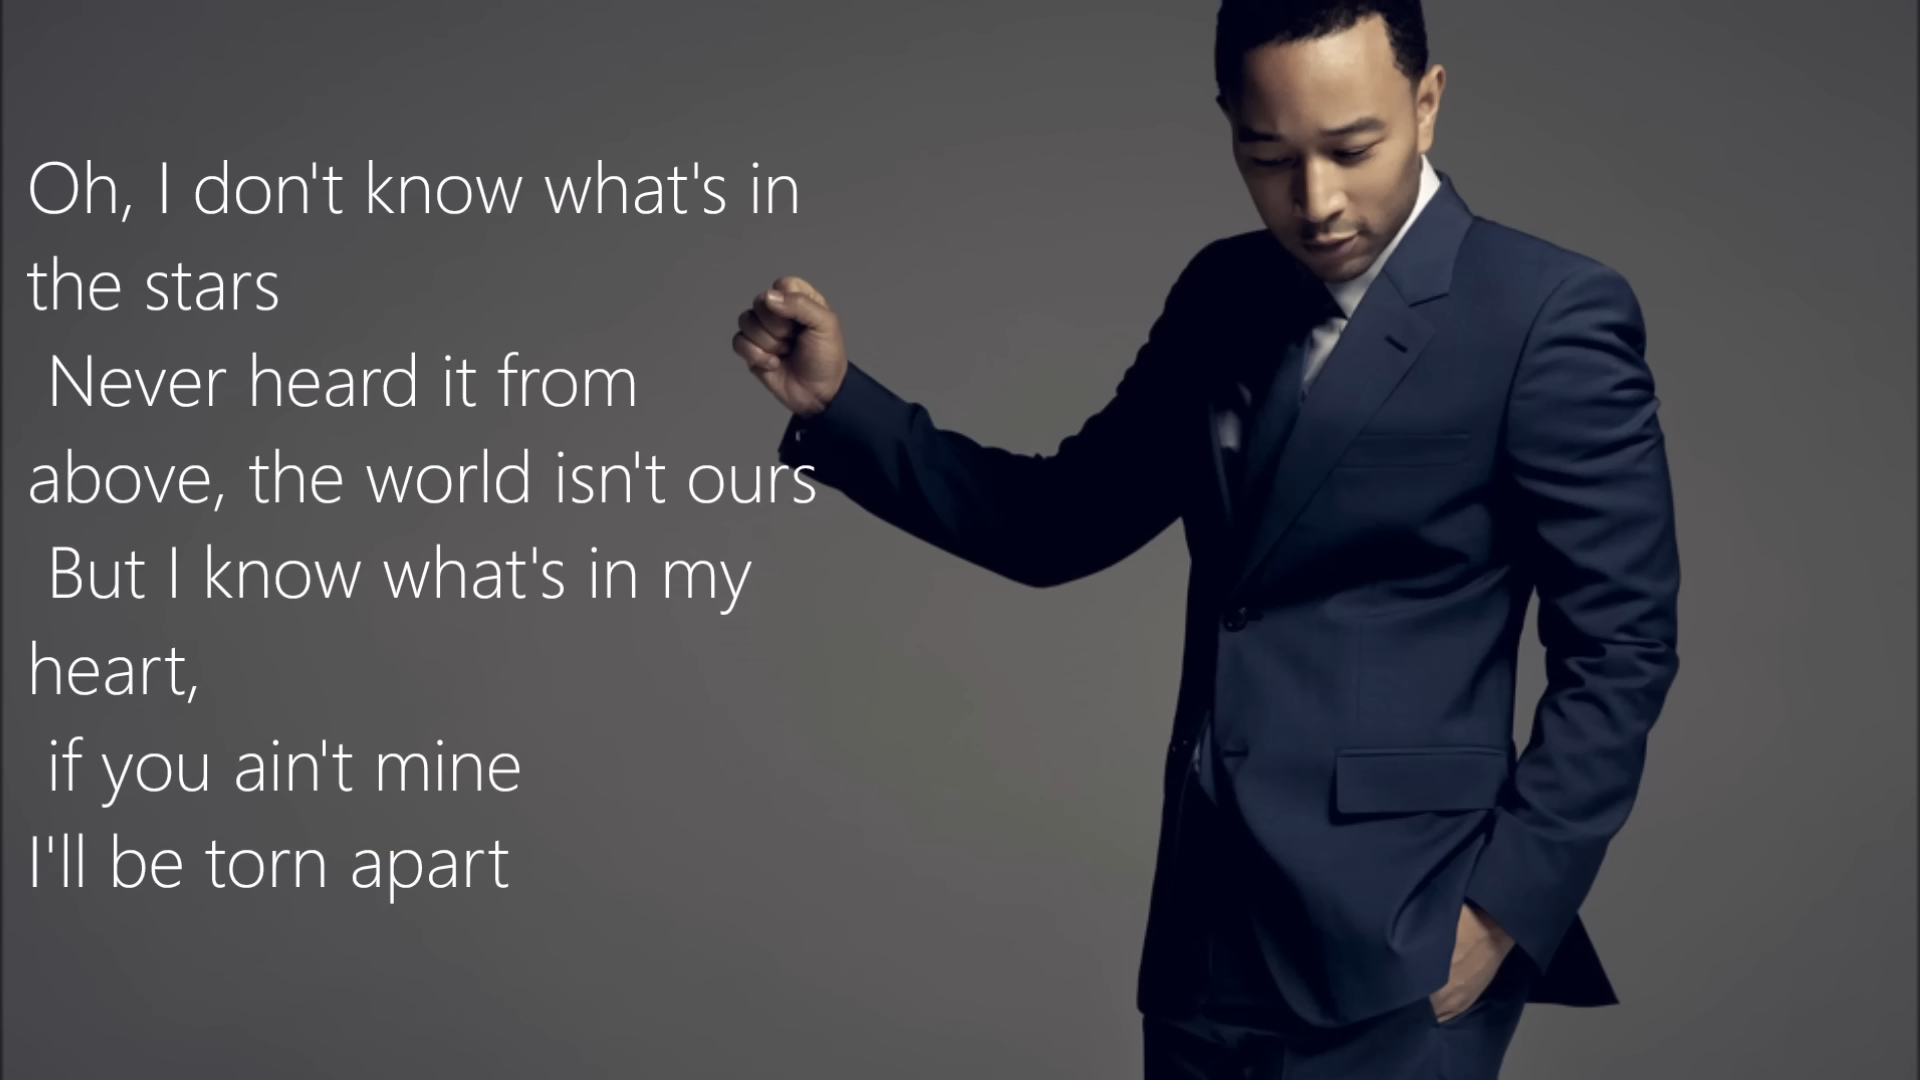 Oh, I don't know what's in
the stars
Never heard it from
above, the world isn't ours
But I know what's in my
heart,
if you ain't mine
I'll be torn apart